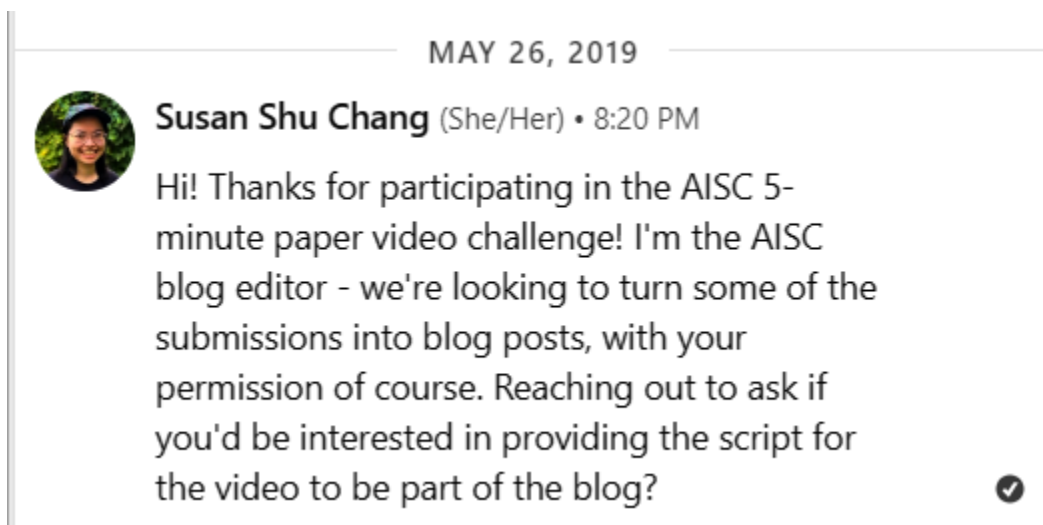 MAY 26, 2019
Susan Shu Chang (She/Her) • 8:20 PM
Hi! Thanks for participating in the AISC 5-
minute paper video challenge! I'm the AISC
blog editor - we're looking to turn some of the
submissions into blog posts, with your
permission of course. Reaching out to ask if
you'd be interested in providing the script for
the video to be part of the blog?